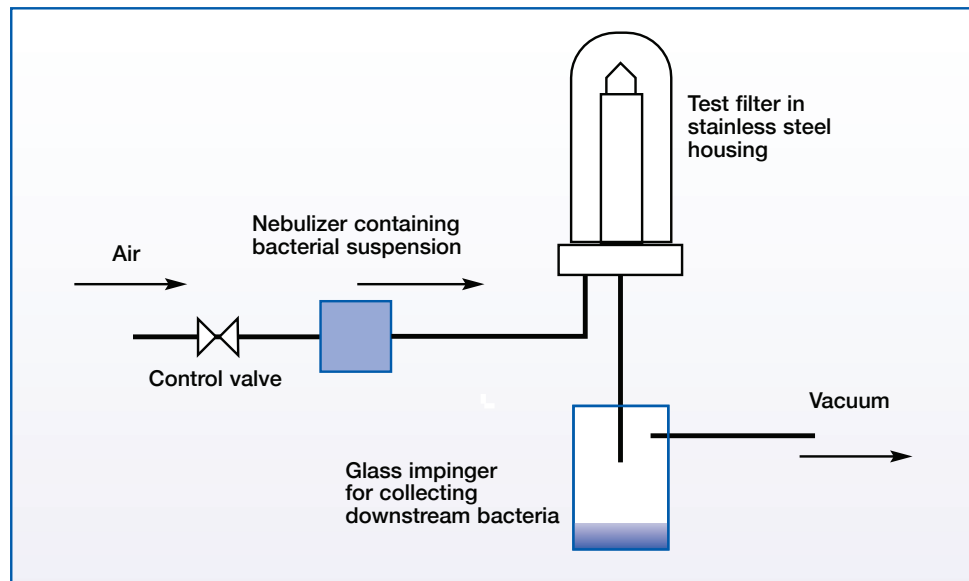 Test filter in
stainless steel
housing
Nebulizer containing
bacterial suspension
Air
Control valve
Vacuum
Glass impinger
for collecting
downstream bacteria